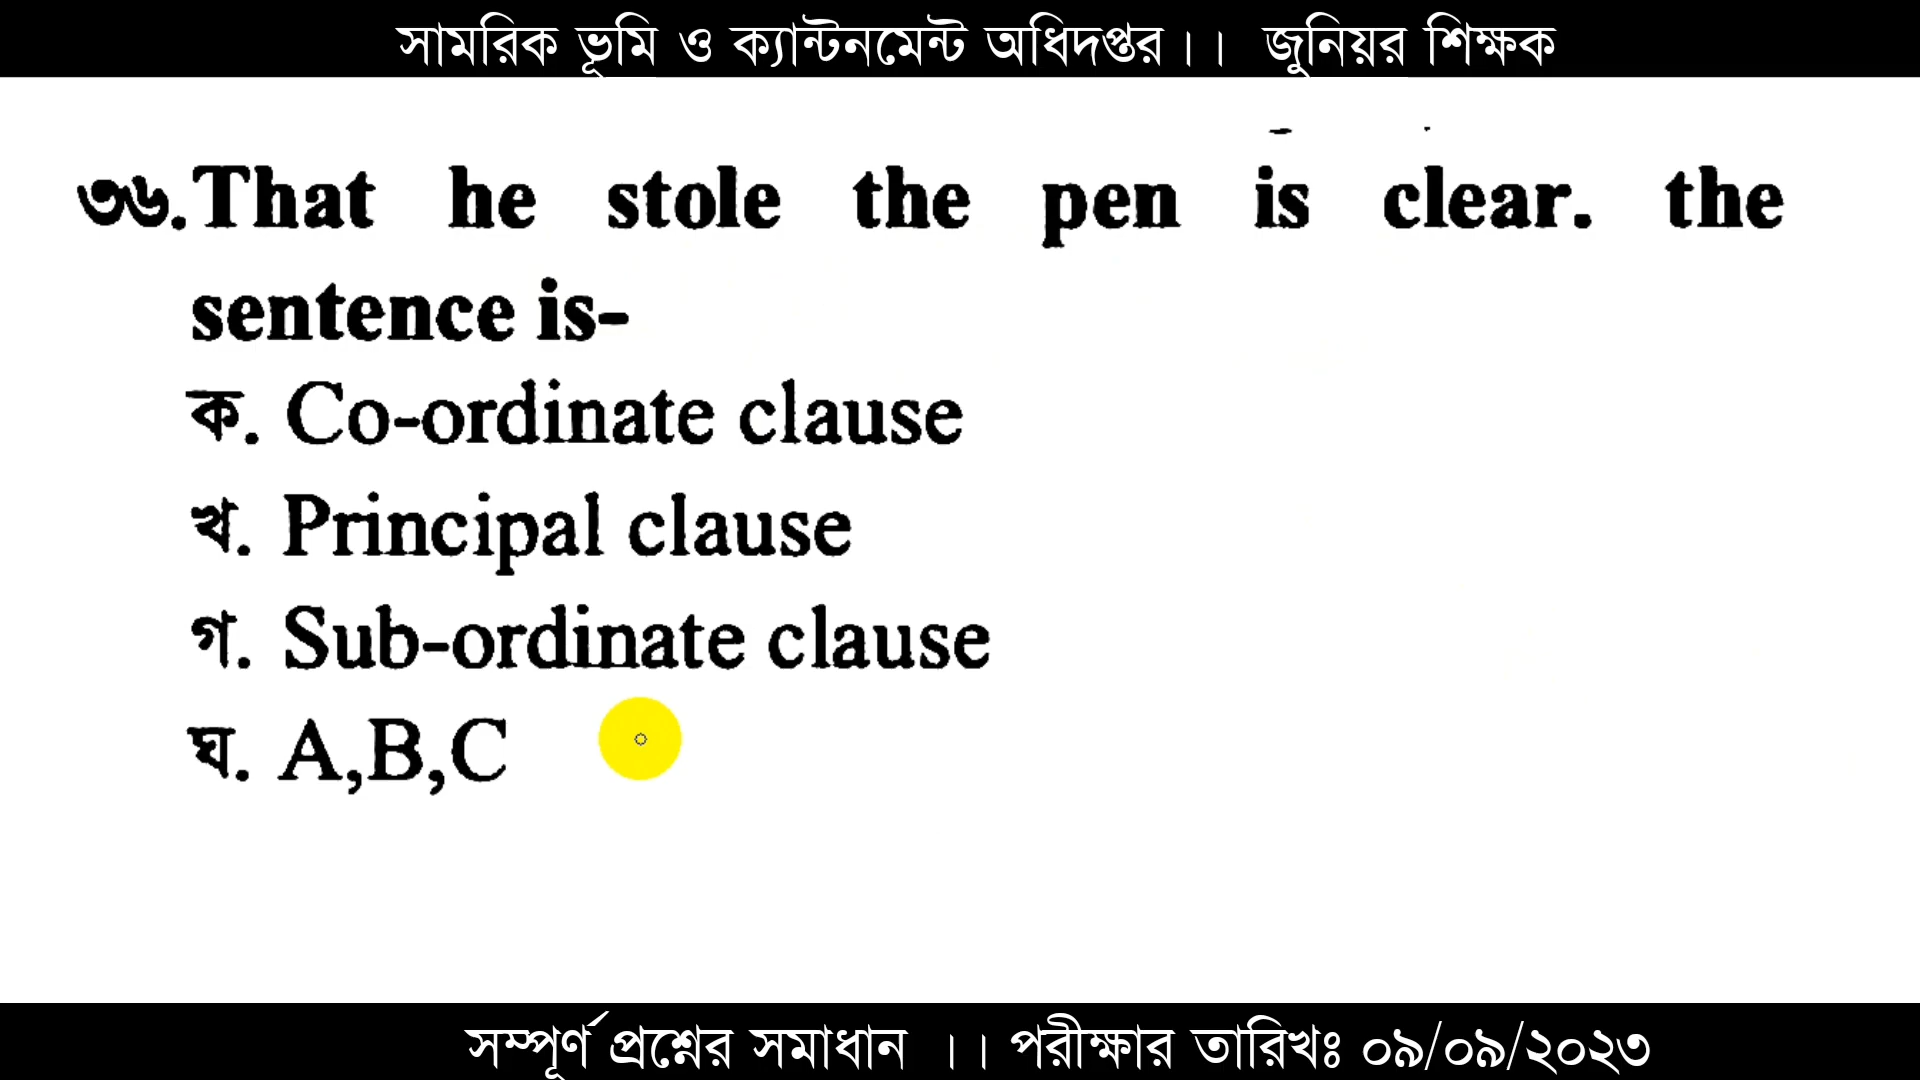 সামরিক ভূমি ও ক্যান্টনমেন্ট অধিদপ্তর।। জুনিয়র শিক্ষক
৩৬.That he stole the pen is clear. the
sentence is-
ক. Co-ordinate clause
খ. Principal clause
গ. Sub-ordinate clause
ঘ. A,B,C
সম্পূর্ণ প্রশ্নের সমাধান ।। পরীক্ষার তারিখঃ ০৯/০৯/২০২৩